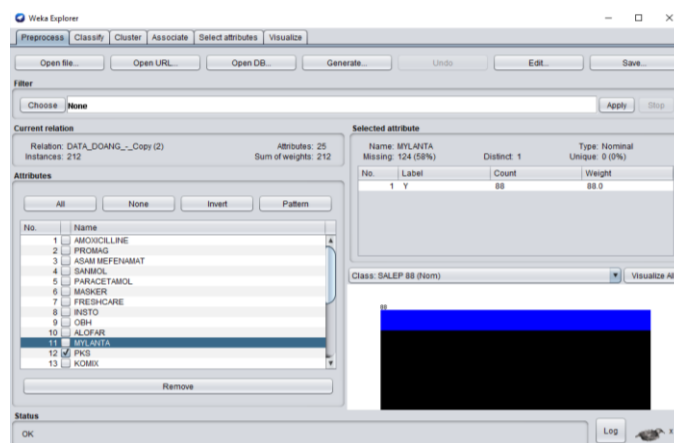 Weka Explorer
Preprocess Classify Cluster Associate Select attributes Visualize
Open file... Open URL... Open DB... Generate... Undo Edit... Save...
Filter
Choose None Apply Stop
Current relation
Relation: DATA_DOANG_-_Copy (2) Attributes: 25
Instances: 212 Sum of weights: 212
Selected attribute
Name: MYLANTA Type: Nominal
Missing: 124 (58%) Distinct: 1 Unique: 0 (0%)
No. Label Count Weight
1 Y 88 88.0
Attributes
All None Invert Pattern
No. Name
1 AMOXICILLINE
2 PROMAG
3 ASAM MEFENAMAT
4 SANMOL
5 PARACETAMOL
6 MASKER
7 FRESHCARE
8 INSTO
9 OBH
10 ALOFAR
11 MYLANTA
12 PKS
13 KOMIX
Remove
Class: SALEP 88 (Nom) Visualize All
Status
OK
Log x